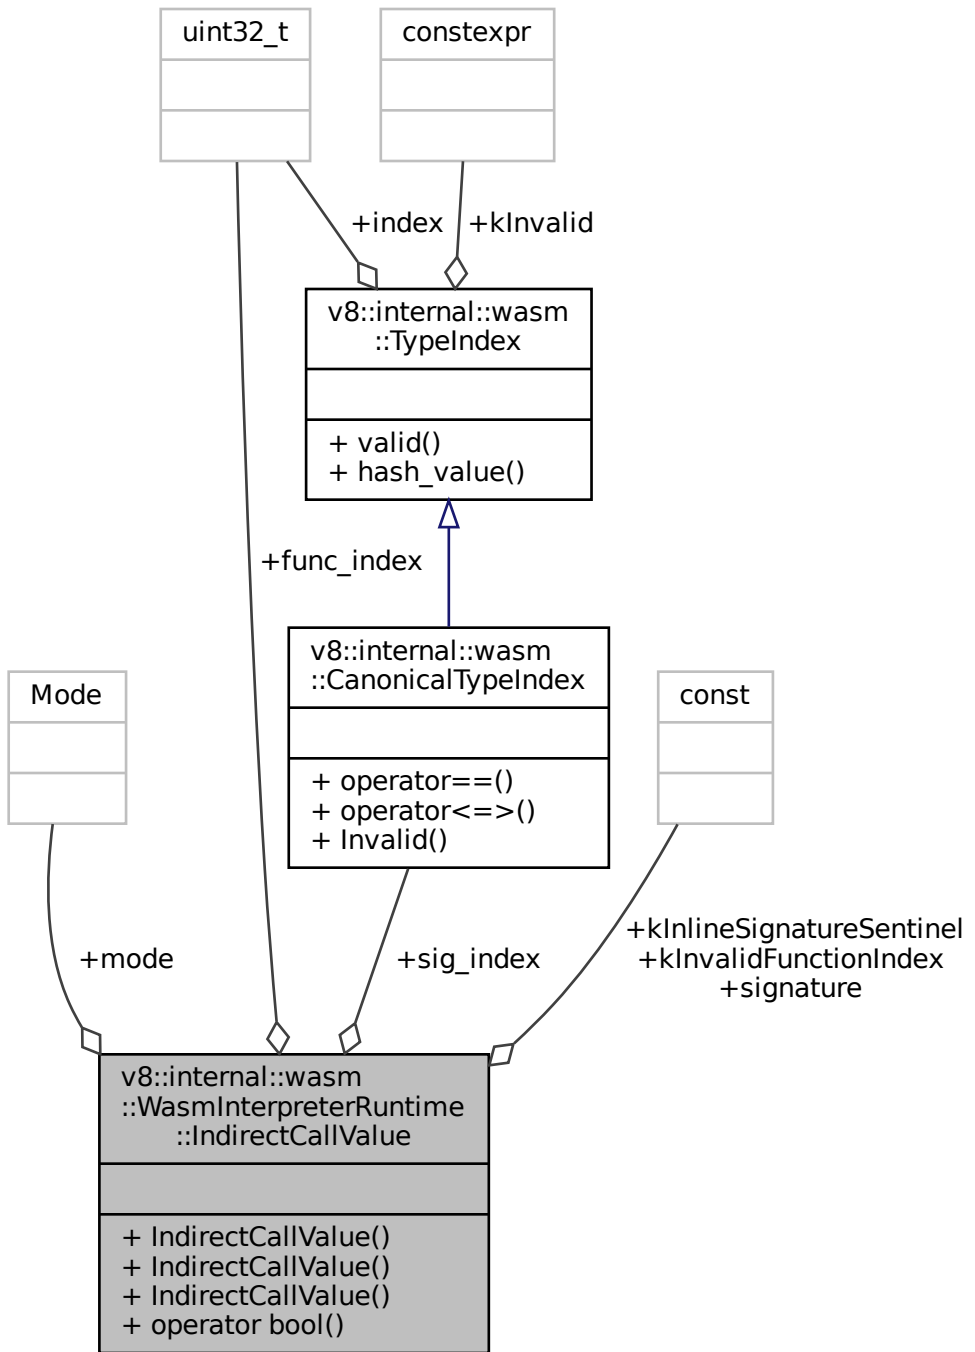 uint32_t
constexpr
+index
+kInvalid
v8::internal::wasm
::TypeIndex
+ valid()
+ hash_value()
+func_index
v8::internal::wasm
::CanonicalTypeIndex
+ operator==()
+ operator<=>()
+ Invalid()
Mode
const
+mode
+sig_index
+kInlineSignatureSentinel
+kInvalidFunctionIndex
+signature
v8::internal::wasm
::WasmInterpreterRuntime
::IndirectCallValue
+ IndirectCallValue()
+ IndirectCallValue()
+ IndirectCallValue()
+ operator bool()